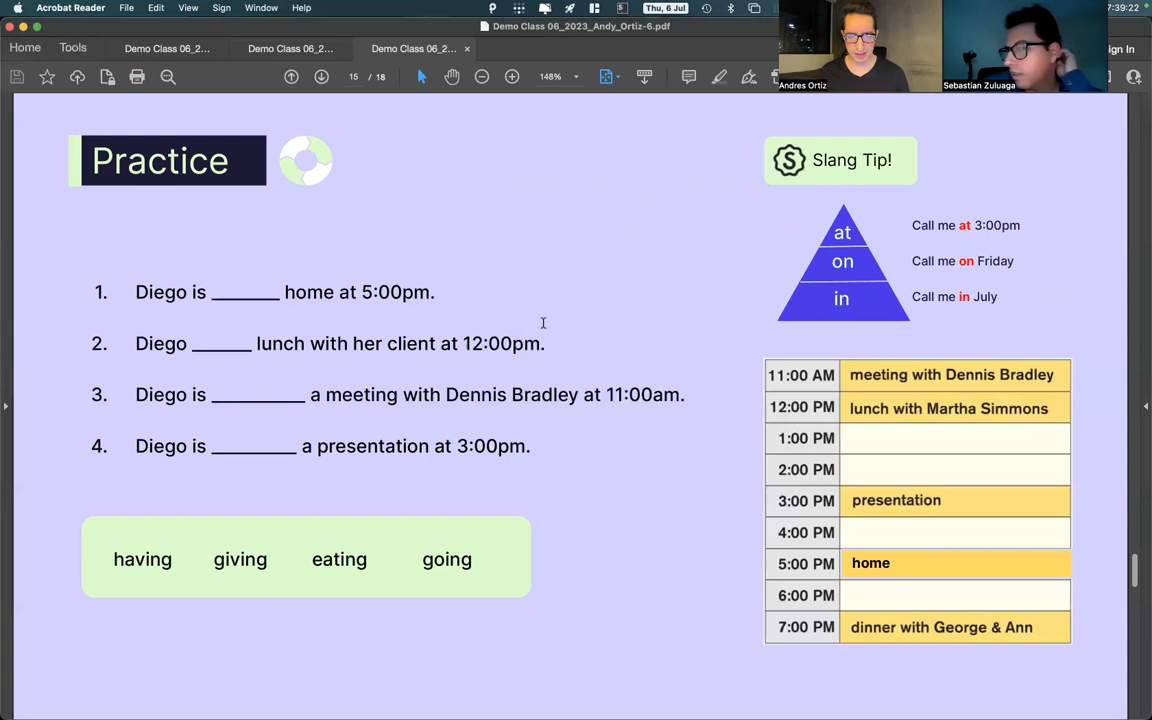 Acrobat Reader File Edit View Sign Window Help Thu, 6 Jul :39:22
Demo Class 06_2023_Andy_Ortiz-6.pdf
Home Tools Demo Class 06_2... Demo Class 06_2... Demo Class 06_2... × gn In
15 / 18 148%
Andres Ortiz
Sebastian Zuluaga
Practice
S Slang Tip!
at Call me at 3:00pm
on Call me on Friday
in Call me in July
1. Diego is _______ home at 5:00pm.
2. Diego ______ lunch with her client at 12:00pm.
3. Diego is __________ a meeting with Dennis Bradley at 11:00am.
4. Diego is _________ a presentation at 3:00pm.
having giving eating going
11:00 AM meeting with Dennis Bradley
12:00 PM lunch with Martha Simmons
1:00 PM
2:00 PM
3:00 PM presentation
4:00 PM
5:00 PM home
6:00 PM
7:00 PM dinner with George & Ann